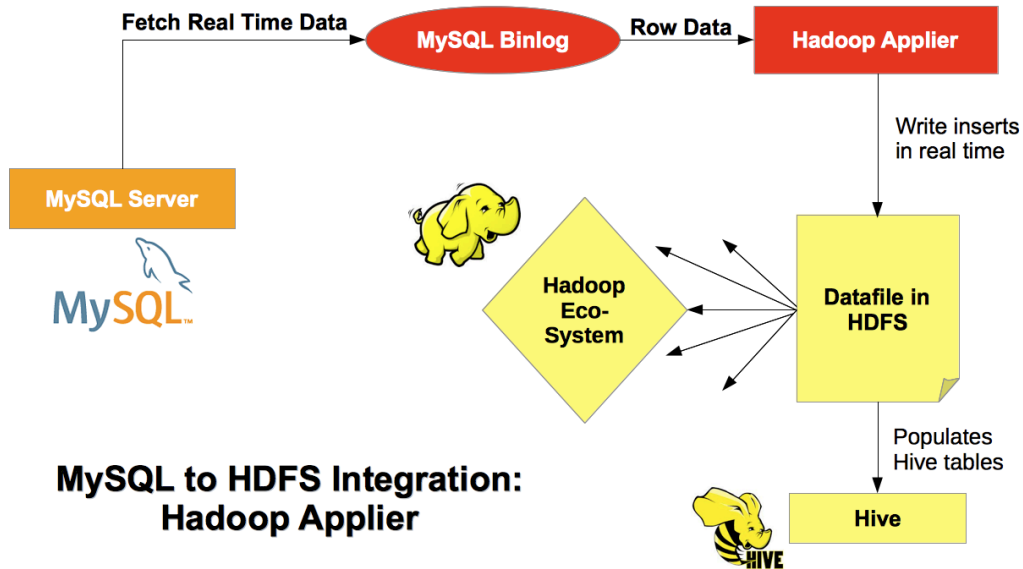 Fetch Real Time Data
MySQL Binlog
Row Data
Hadoop Applier
Write inserts
in real time
MySQL Server
MySQL™
Hadoop
Eco-
System
Datafile in
HDFS
Populates
Hive tables
MySQL to HDFS Integration:
Hadoop Applier
HIVE
Hive